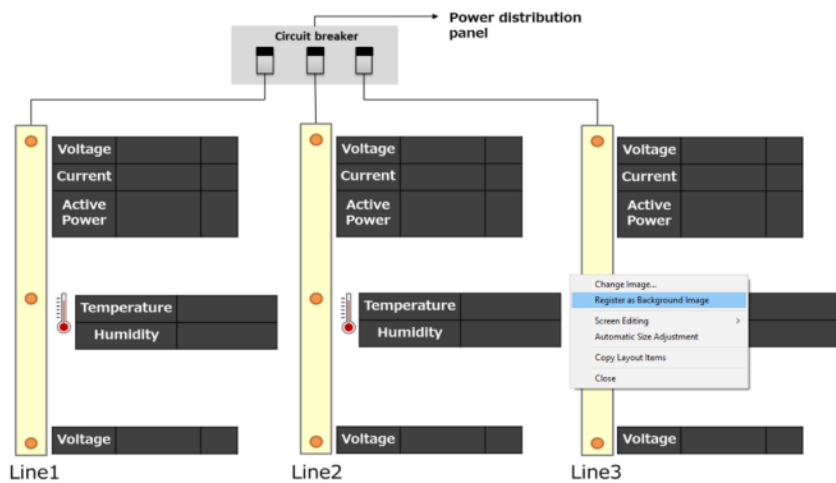 Power distribution
panel
Circuit breaker
Voltage
Current
Active
Power
Temperature
Humidity
Voltage
Line1
Voltage
Current
Active
Power
Temperature
Humidity
Voltage
Line2
Voltage
Current
Active
Power
Change Image...
Register as Background Image
Screen Editing
Automatic Size Adjustment
Copy Layout Items
Close
Voltage
Line3